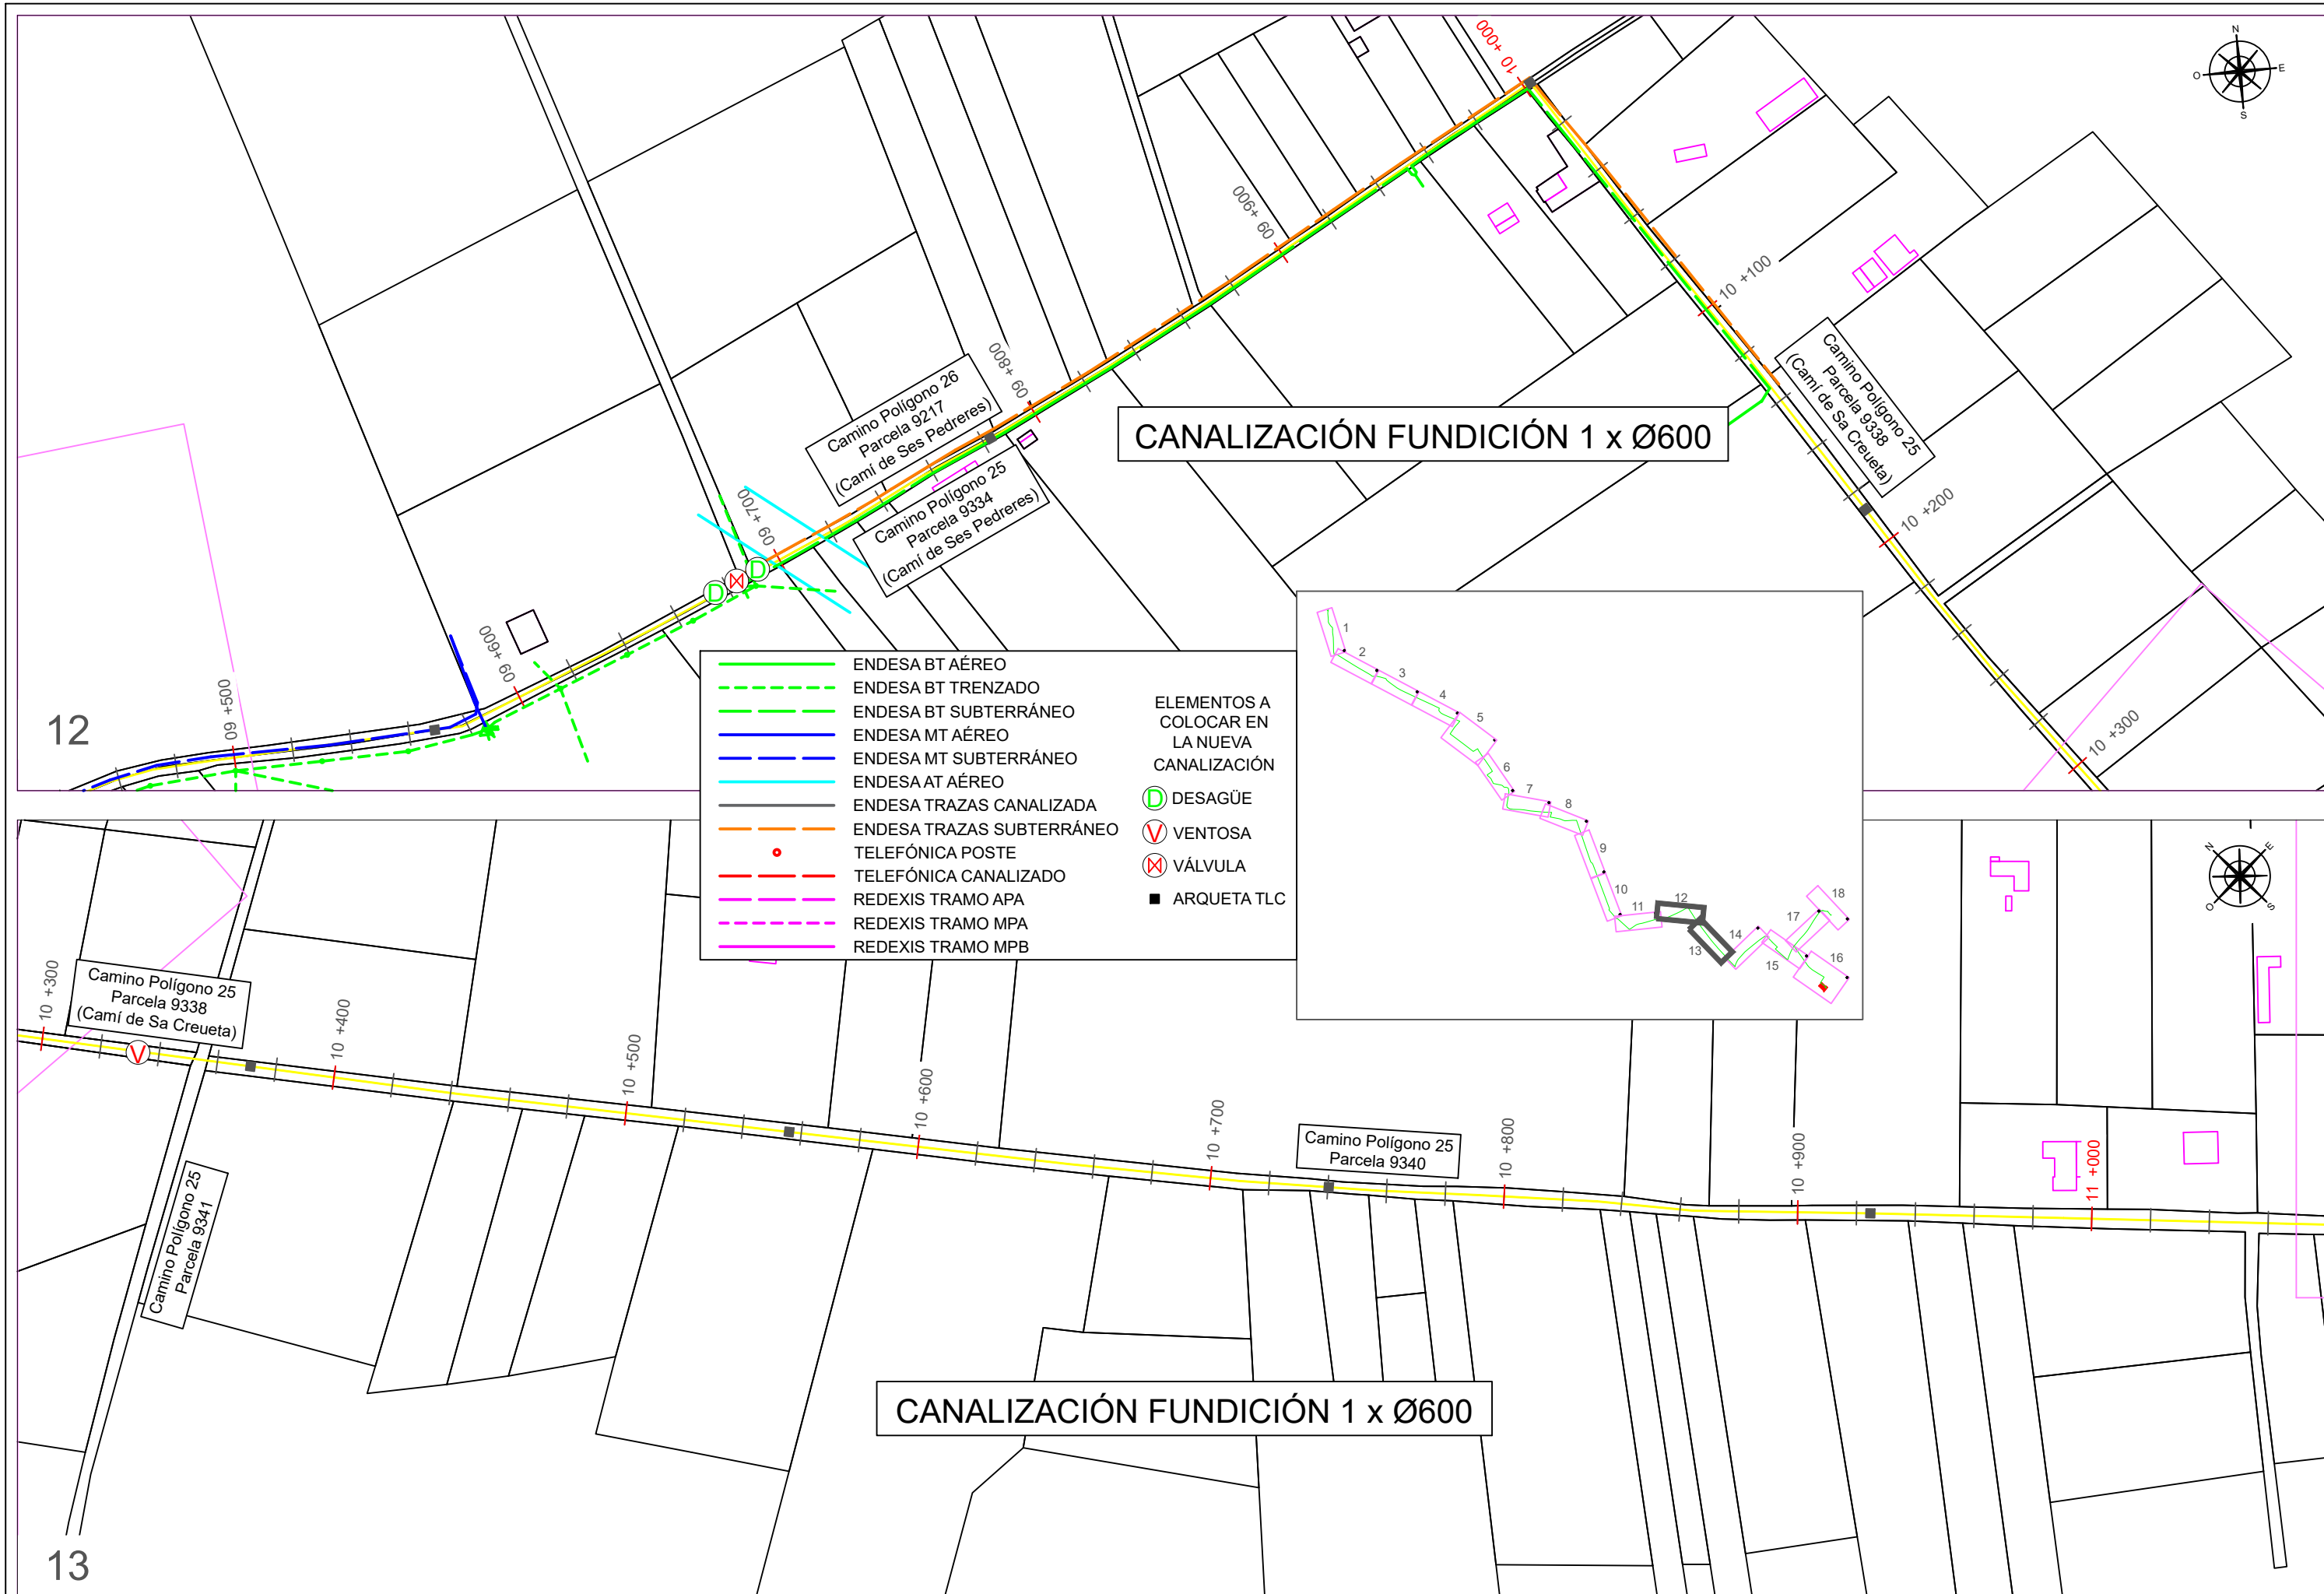 N
E
S
O
10 +000
09 +900
10 +100
09 +800
Camino Polígono 26
Parcela 9217
(Camí de Ses Pedreres)
Camino Polígono 25
Parcela 9338
(Camí de Sa Creueta)
CANALIZACIÓN FUNDICIÓN 1 x Ø600
Camino Polígono 25
Parcela 9334
(Camí de Ses Pedreres)
10 +200
09 +700
D
D
09 +600
09 +500
10 +300
12
ENDESA BT AÉREO
ENDESA BT TRENZADO
ENDESA BT SUBTERRÁNEO
ENDESA MT AÉREO
ENDESA MT SUBTERRÁNEO
ENDESA AT AÉREO
ENDESA TRAZAS CANALIZADA
ENDESA TRAZAS SUBTERRÁNEO
TELEFÓNICA POSTE
TELEFÓNICA CANALIZADO
REDEXIS TRAMO APA
REDEXIS TRAMO MPA
REDEXIS TRAMO MPB
ELEMENTOS A
COLOCAR EN
LA NUEVA
CANALIZACIÓN
D DESAGÜE
V VENTOSA
VÁLVULA
ARQUETA TLC
1
2
3
4
5
6
7
8
9
10
11
12
13
14
15
16
17
18
N
E
S
O
10 +300
Camino Polígono 25
Parcela 9338
(Camí de Sa Creueta)
V
10 +400
10 +500
10 +600
10 +700
Camino Polígono 25
Parcela 9340
10 +800
10 +900
11 +000
Camino Polígono 25
Parcela 9341
CANALIZACIÓN FUNDICIÓN 1 x Ø600
13